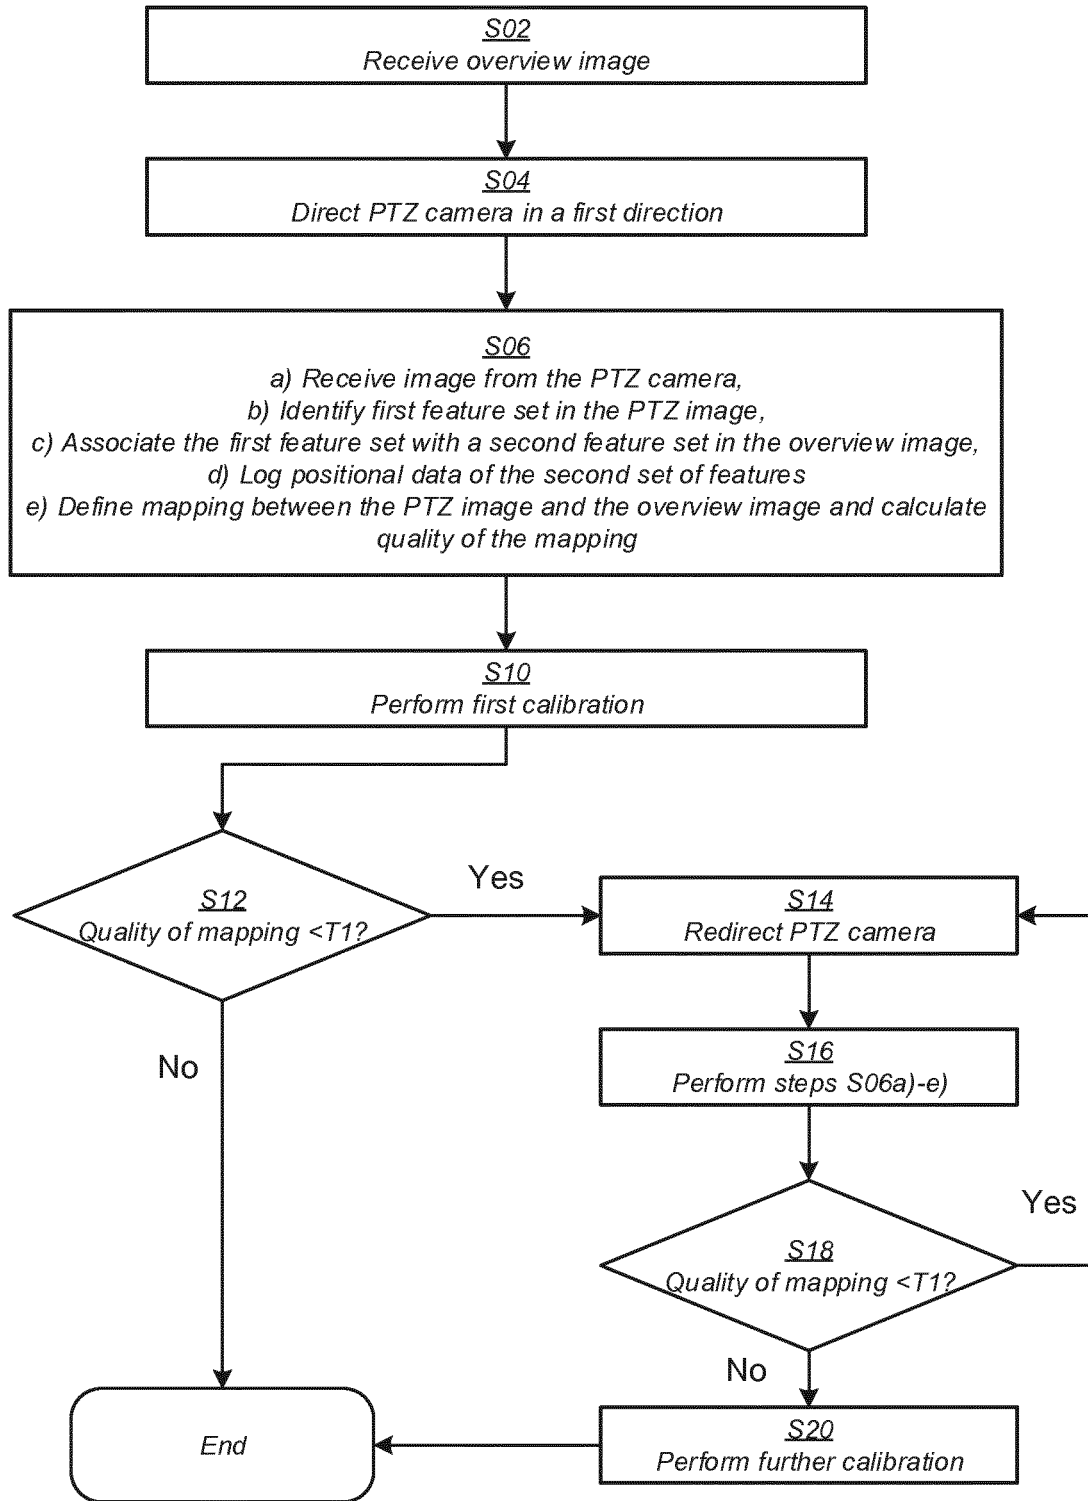 S02
Receive overview image
S04
Direct PTZ camera in a first direction
S06
a) Receive image from the PTZ camera,
b) Identify first feature set in the PTZ image,
c) Associate the first feature set with a second feature set in the overview image,
d) Log positional data of the second set of features
e) Define mapping between the PTZ image and the overview image and calculate
quality of the mapping
S10
Perform first calibration
S12
Quality of mapping <T1?
Yes
No
S14
Redirect PTZ camera
S16
Perform steps S06a)-e)
S18
Quality of mapping <T1?
Yes
No
S20
Perform further calibration
End